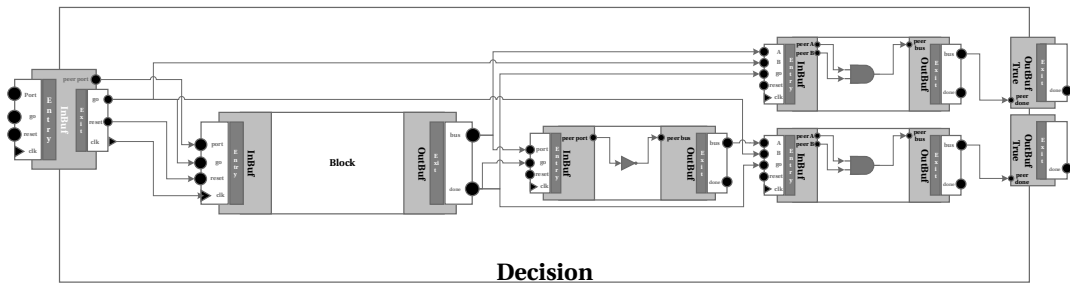 peer port
Port
go
reset
clk
Entry
InBuf
Exit
go
reset
clk
port
go
reset
clk
Entry
InBuf
Block
OutBuf
Exit
bus
done
port
go
reset
clk
Entry
InBuf
peer port
peer bus
OutBuf
Exit
bus
done
A
B
go
reset
clk
Entry
InBuf
peer A
peer B
peer
bus
OutBuf
Exit
bus
done
A
B
go
reset
clk
Entry
InBuf
peer A
peer B
peer
bus
OutBuf
Exit
bus
done
OutBuf
True
peer
done
Exit
done
OutBuf
True
peer
done
Exit
done
Decision